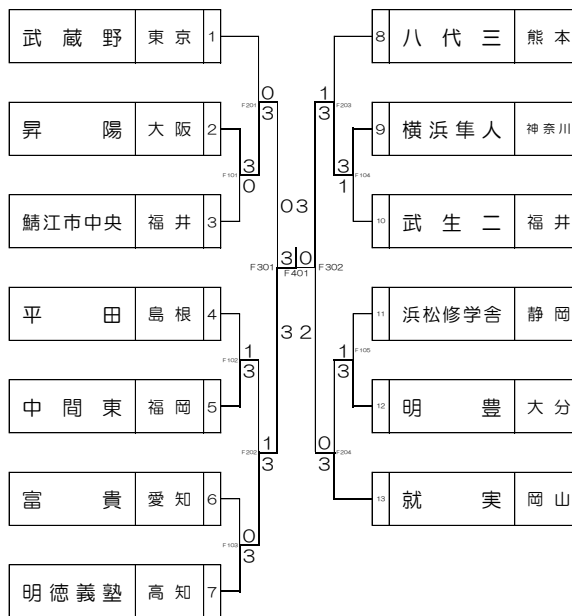 武蔵野 東京 1
昇陽 大阪 2
鯖江市中央 福井 3
平田 島根 4
中間東 福岡 5
富貴 愛知 6
明徳義塾 高知 7
F101
3
0
F102
1
3
F103
0
3
F201
0
3
F202
1
3
F301
0
3
3 0
F401
3
2
F302
F203
1
3
F204
0
3
F104
3
1
F105
1
3
8 八代三 熊本
9 横浜隼人 神奈川
10 武生二 福井
11 浜松修学舎 静岡
12 明豊 大分
13 就実 岡山